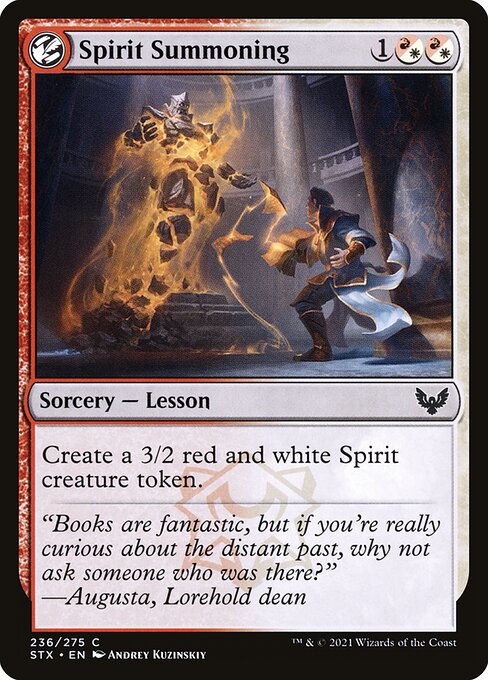 Spirit Summoning 1
Sorcery — Lesson
Create a 3/2 red and white Spirit
creature token.
“Books are fantastic, but if you’re really
curious about the distant past, why not
ask someone who was there?”
—Augusta, Lorehold dean
236/275 C
STX • EN Andrey Kuzinskiy
™ & © 2021 Wizards of the Coast